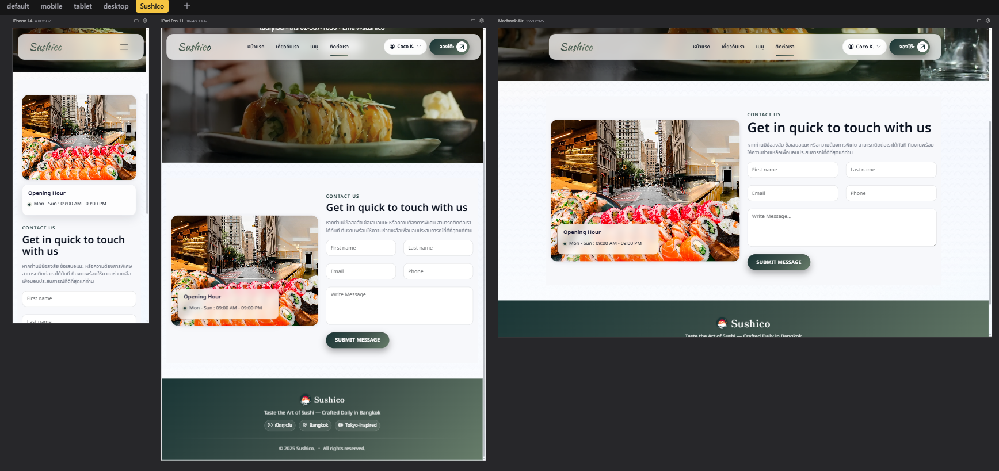 default mobile tablet desktop Sushico
iPhone 14 430 x 932
Sushico
Opening Hour
Mon - Sun : 09:00 AM - 09:00 PM
CONTACT US
Get in quick to touch
with us
หากท่านมีข้อสงสัย ข้อเสนอแนะ หรือความต้องการพิเศษ
สามารถติดต่อเราได้ทันที ทีมงานพร้อมให้ความช่วยเหลือ
เพื่อมอบประสบการณ์ที่ดีที่สุดแก่ท่าน
First name
Last name
iPad Pro 11 1024 x 1366
Sushico
หน้าแรก เกี่ยวกับเรา เมนู ติดต่อเรา
Coco K.
จองโต๊ะ
CONTACT US
Get in quick to touch with us
หากท่านมีข้อสงสัย ข้อเสนอแนะ หรือความต้องการพิเศษ สามารถติดต่อเรา
ได้ทันที ทีมงานพร้อมให้ความช่วยเหลือเพื่อมอบประสบการณ์ที่ดีที่สุดแก่ท่าน
First name Last name
Email Phone
Write Message...
Opening Hour
Mon - Sun : 09:00 AM - 09:00 PM
SUBMIT MESSAGE
Sushico
Taste the Art of Sushi — Crafted Daily in Bangkok
เปิดทุกวัน Bangkok Tokyo-inspired
© 2025 Sushico. • All rights reserved.
Macbook Air 1559 x 975
Sushico
หน้าแรก เกี่ยวกับเรา เมนู ติดต่อเรา
Coco K.
จองโต๊ะ
CONTACT US
Get in quick to touch with us
หากท่านมีข้อสงสัย ข้อเสนอแนะ หรือความต้องการพิเศษ สามารถติดต่อเราได้ทันที ทีมงานพร้อม
ให้ความช่วยเหลือเพื่อมอบประสบการณ์ที่ดีที่สุดแก่ท่าน
First name Last name
Email Phone
Write Message...
Opening Hour
Mon - Sun : 09:00 AM - 09:00 PM
SUBMIT MESSAGE
Sushico
Taste the Art of Sushi — Crafted Daily in Bangkok